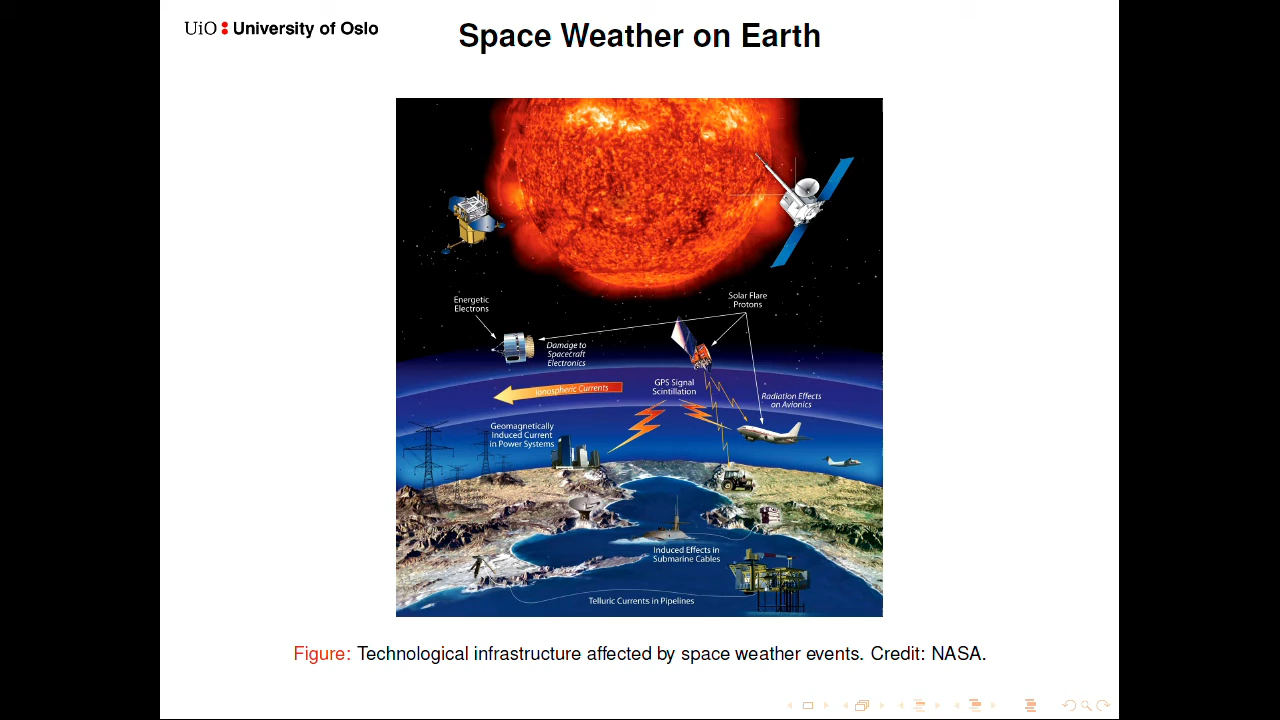 UiO University of Oslo
Space Weather on Earth
Energetic
Electrons
Solar Flare
Protons
Damage to
Spacecraft
Electronics
Ionospheric Currents
GPS Signal
Scintillation
Radiation Effects
on Avionics
Geomagnetically
Induced Current
in Power Systems
Induced Effects in
Submarine Cables
Telluric Currents in Pipelines
Figure: Technological infrastructure affected by space weather events. Credit: NASA.